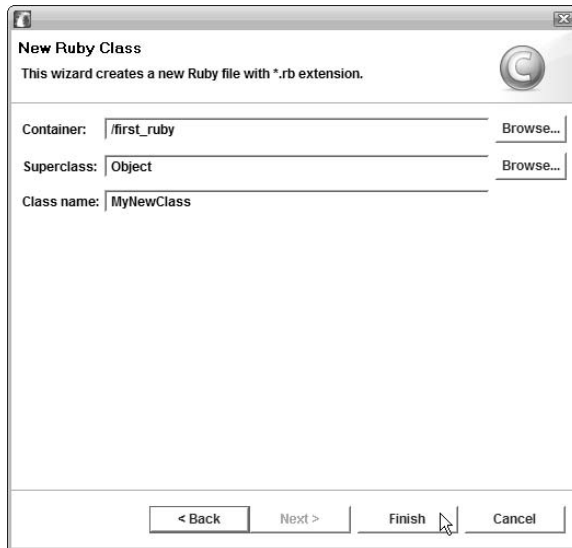 New Ruby Class
This wizard creates a new Ruby file with *.rb extension.
C
Container: /first_ruby Browse...
Superclass: Object Browse...
Class name: MyNewClass
< Back Next > Finish Cancel